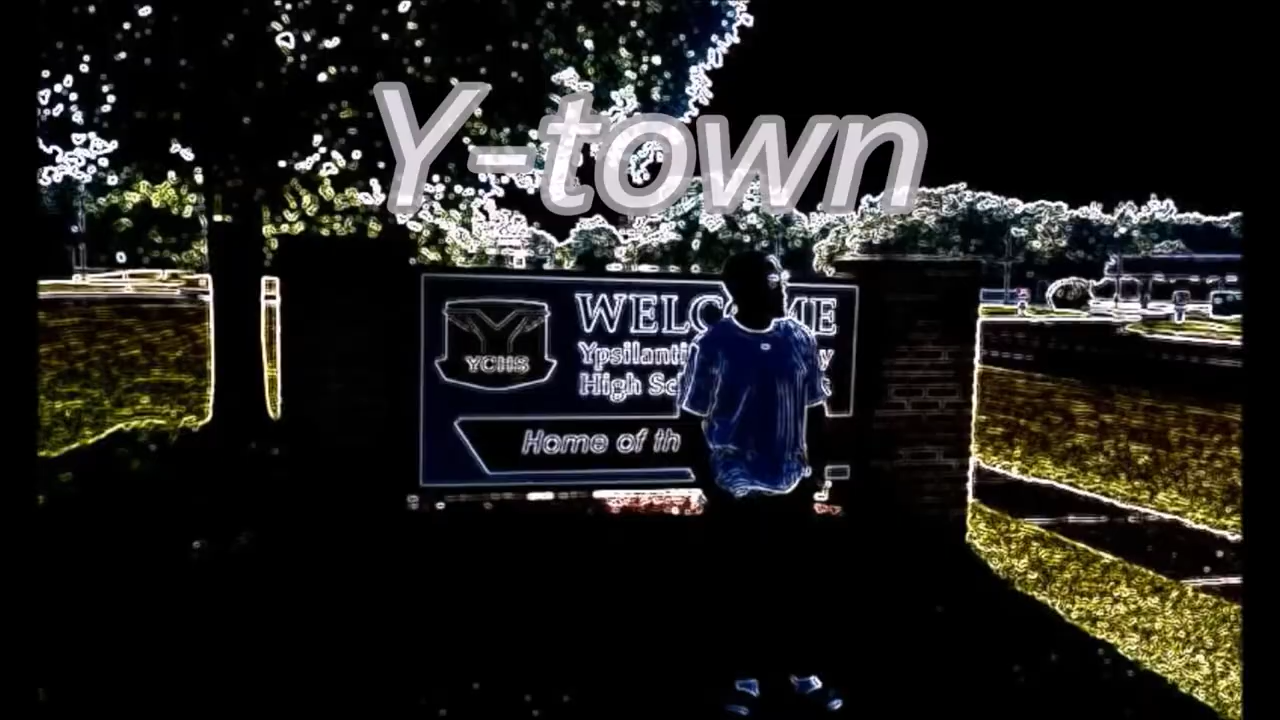 Y-town
WELC ME
YCHS
Ypsilanti y
High Sc s
Home of th